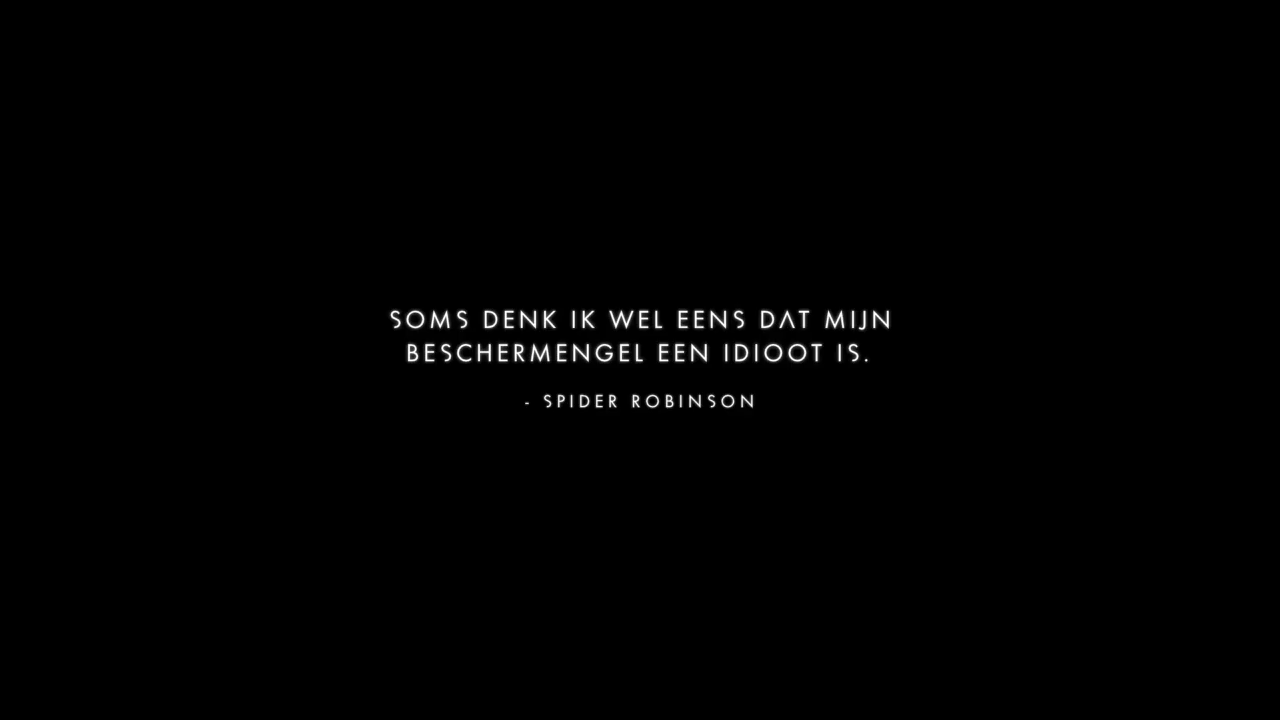 SOMS DENK IK WEL EENS DAT MIJN
BESCHERMENGEL EEN IDIOOT IS.
- SPIDER ROBINSON